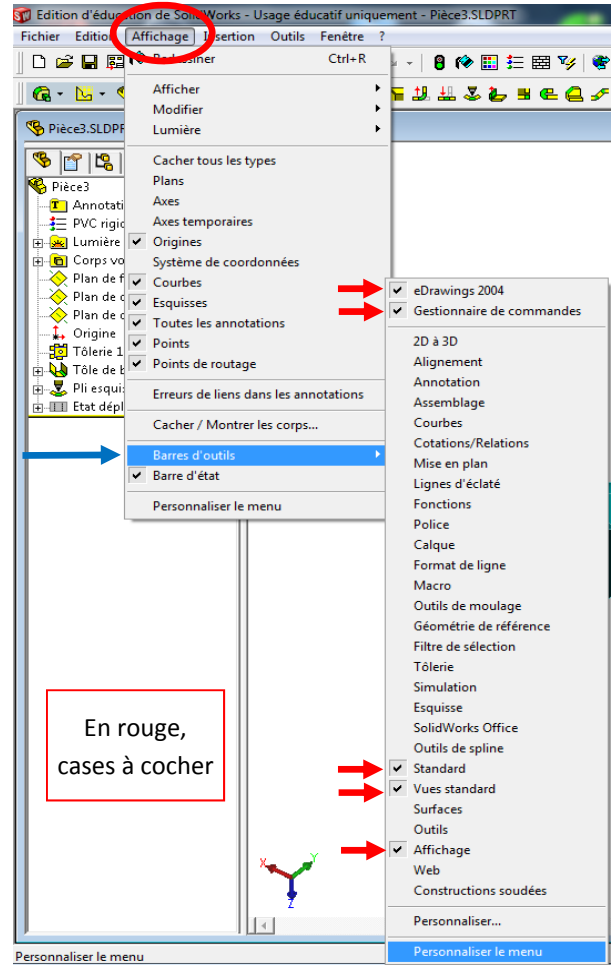 Edition d'éducation de SolidWorks - Usage éducatif uniquement - Pièce3.SLDPRT
Fichier Edition Affichage Insertion Outils Fenêtre ?
Redessiner Ctrl+R
Afficher
Modifier
Lumière
Cacher tous les types
Plans
Axes
Axes temporaires
Origines
Système de coordonnées
Courbes
Esquisses
Toutes les annotations
Points
Points de routage
Erreurs de liens dans les annotations
Cacher / Montrer les corps...
Barres d'outils
Barre d'état
Personnaliser le menu
Pièce3.SLDPR
Pièce3
Annotati
PVC rigid
Lumière
Corps vo
Plan de f
Plan de d
Plan de d
Origine
Tôlerie 1
Tôle de b
Pli esqui
Etat dépl
eDrawings 2004
Gestionnaire de commandes
2D à 3D
Alignement
Annotation
Assemblage
Courbes
Cotations/Relations
Mise en plan
Lignes d'éclaté
Fonctions
Police
Calque
Format de ligne
Macro
Outils de moulage
Géométrie de référence
Filtre de sélection
Tôlerie
Simulation
Esquisse
SolidWorks Office
Outils de spline
Standard
Vues standard
Surfaces
Outils
Affichage
Web
Constructions soudées
Personnaliser...
Personnaliser le menu
En rouge,
cases à cocher
X Y
Z
Personnaliser le menu